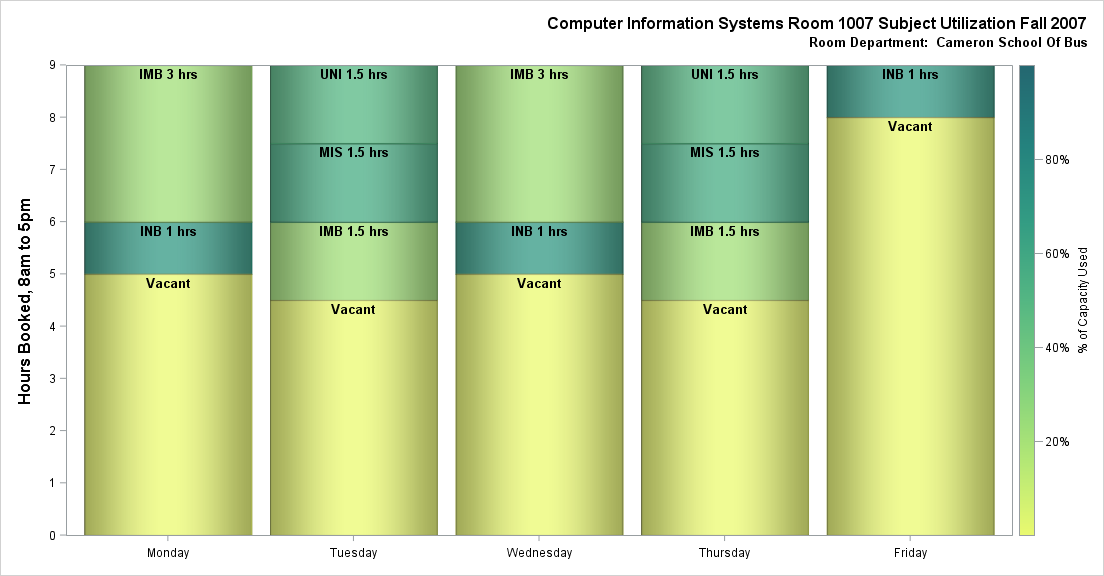 Computer Information Systems Room 1007 Subject Utilization Fall 2007
Room Department:  Cameron School Of Bus
Hours Booked, 8am to 5pm
9
8
7
6
5
4
3
2
1
0
IMB 3 hrs
INB 1 hrs
Vacant
UNI 1.5 hrs
MIS 1.5 hrs
IMB 1.5 hrs
Vacant
IMB 3 hrs
INB 1 hrs
Vacant
UNI 1.5 hrs
MIS 1.5 hrs
IMB 1.5 hrs
Vacant
INB 1 hrs
Vacant
Monday
Tuesday
Wednesday
Thursday
Friday
80%
60%
40%
20%
% of Capacity Used